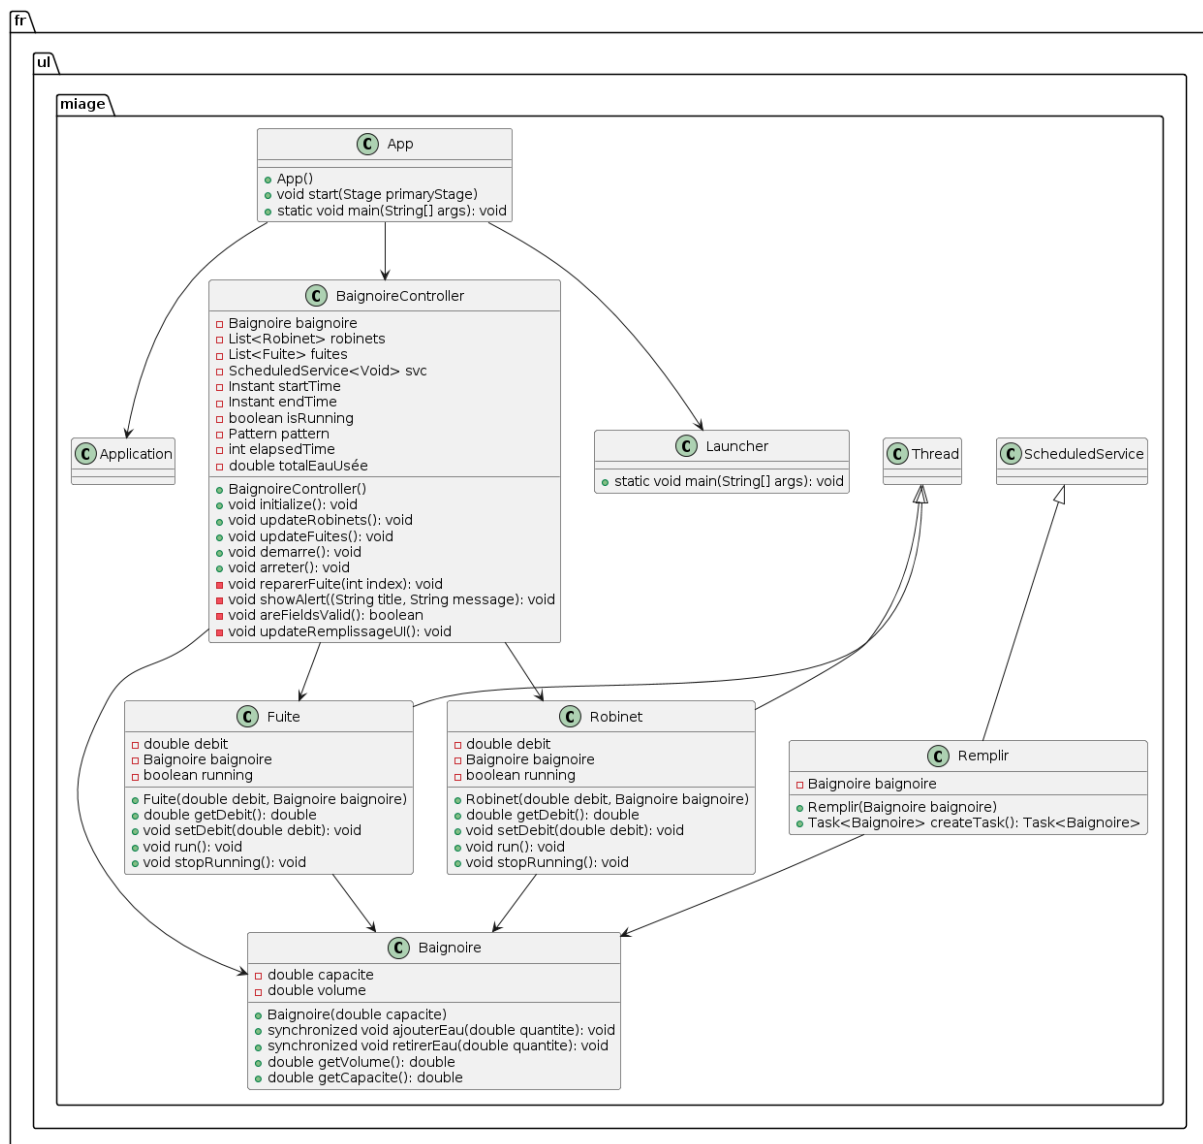 fr
ul
miage
C App
App()
void start(Stage primaryStage)
static void main(String[] args): void
C BaignoireController
Baignoire baignoire
List<Robinet> robinets
List<Fuite> fuites
ScheduledService<Void> svc
Instant startTime
Instant endTime
boolean isRunning
Pattern pattern
int elapsedTime
double totalEauUsée
BaignoireController()
void initialize(): void
void updateRobinets(): void
void updateFuites(): void
void demarre(): void
void arreter(): void
void reparerFuite(int index): void
void showAlert((String title, String message): void
void areFieldsValid(): boolean
void updateRemplissageUI(): void
C Application
C Launcher
static void main(String[] args): void
C Thread
C ScheduledService
C Fuite
double debit
Baignoire baignoire
boolean running
Fuite(double debit, Baignoire baignoire)
double getDebit(): double
void setDebit(double debit): void
void run(): void
void stopRunning(): void
C Robinet
double debit
Baignoire baignoire
boolean running
Robinet(double debit, Baignoire baignoire)
double getDebit(): double
void setDebit(double debit): void
void run(): void
void stopRunning(): void
C Remplir
Baignoire baignoire
Remplir(Baignoire baignoire)
Task<Baignoire> createTask(): Task<Baignoire>
C Baignoire
double capacite
double volume
Baignoire(double capacite)
synchronized void ajouterEau(double quantite): void
synchronized void retirerEau(double quantite): void
double getVolume(): double
double getCapacite(): double